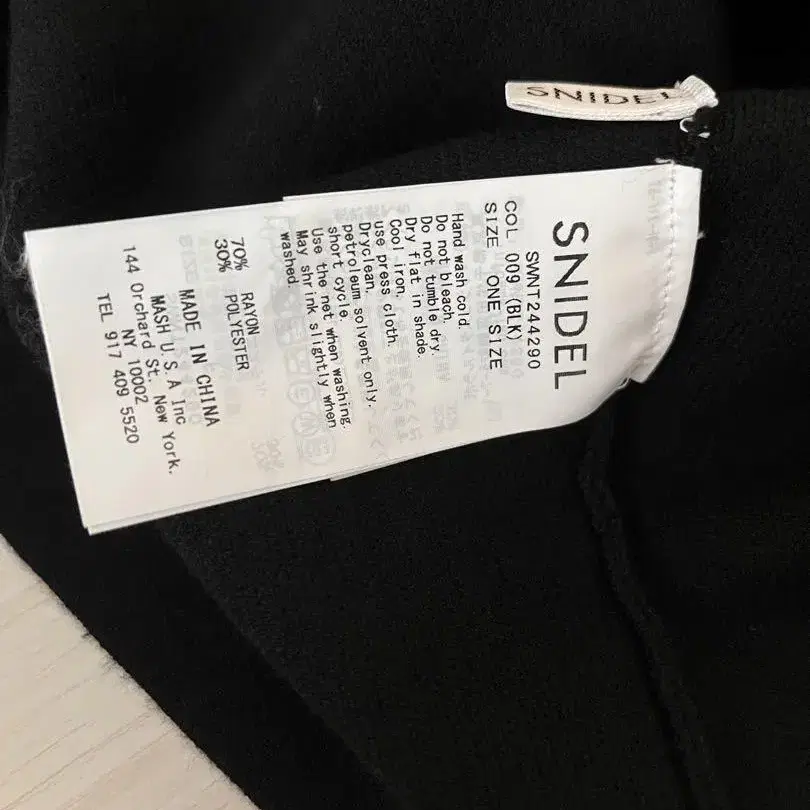 SNIDEL
SNIDEL
SWNT244290
COL 009 (BLK)
SIZE ONE SIZE
Hand wash cold.
Do not bleach.
Do not tumble dry.
Dry flat in shade.
Cool iron.
use press cloth.
Dryclean.
petroleum solvent only.
short cycle.
Use the net when washing.
May shrink slightly when
washed.
70% RAYON
30% POLYESTER
MADE IN CHINA
MASH U S A Inc
144 Orchard St. New York.
NY 10002
TEL 917 409 5520